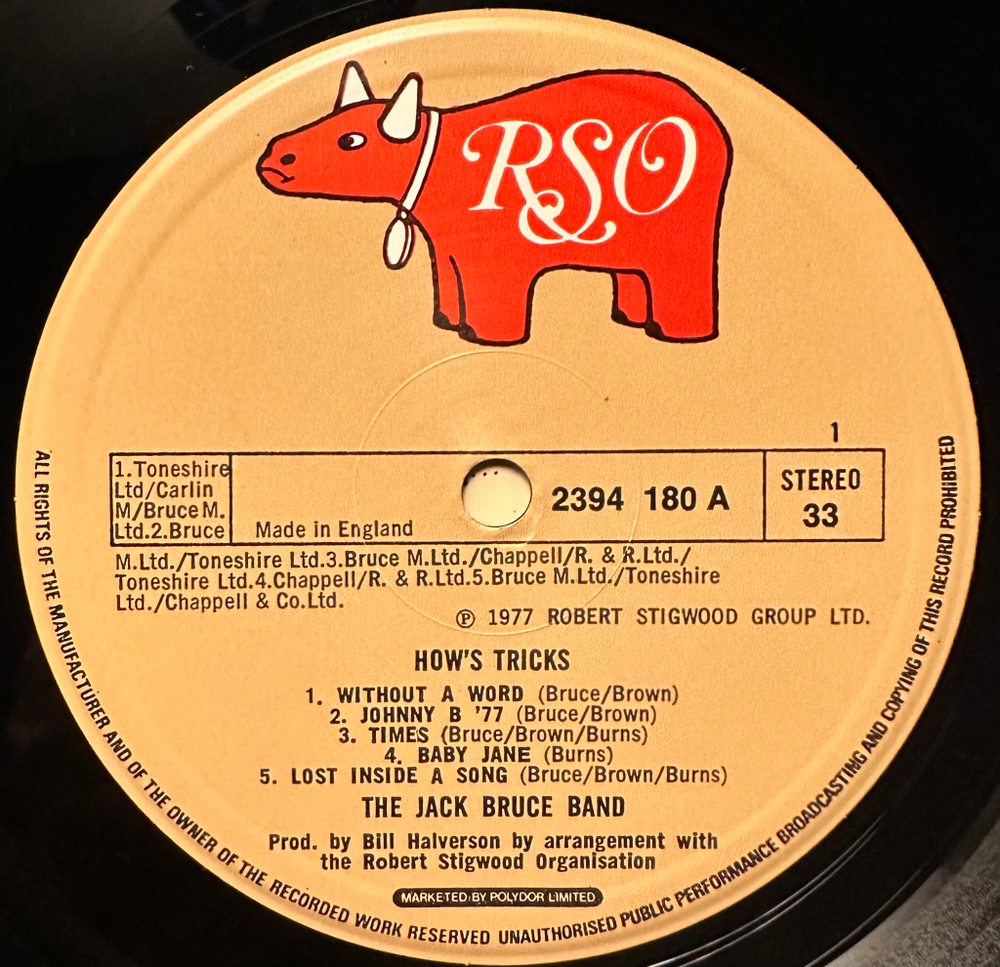 RSO
1
1.Toneshire
Ltd/Carlin
M/Bruce M.
Ltd.2.Bruce
Made in England
2394 180 A
STEREO
33
M.Ltd./Toneshire Ltd.3.Bruce M.Ltd./Chappell/R. & R.Ltd./
Toneshire Ltd.4.Chappell/R. & R.Ltd.5.Bruce M.Ltd./Toneshire
Ltd./Chappell & Co.Ltd.
℗ 1977 ROBERT STIGWOOD GROUP LTD.
HOW'S TRICKS
1. WITHOUT A WORD (Bruce/Brown)
2. JOHNNY B '77 (Bruce/Brown)
3. TIMES (Bruce/Brown/Burns)
4. BABY JANE (Burns)
5. LOST INSIDE A SONG (Bruce/Brown/Burns)
THE JACK BRUCE BAND
Prod. by Bill Halverson by arrangement with
the Robert Stigwood Organisation
MARKETED BY POLYDOR LIMITED
ALL RIGHTS OF THE MANUFACTURER AND OF THE OWNER OF THE RECORDED WORK RESERVED UNAUTHORISED PUBLIC PERFORMANCE BROADCASTING AND COPYING OF THIS RECORD PROHIBITED